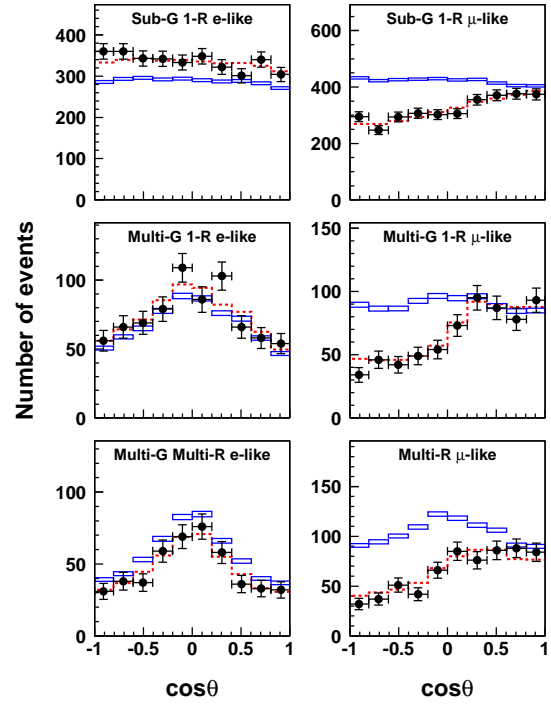 Sub-G 1-R e-like
Sub-G 1-R μ-like
400
300
200
100
0
600
400
200
0
Multi-G 1-R e-like
Multi-G 1-R μ-like
100
50
0
150
100
50
0
Multi-G Multi-R e-like
Multi-R μ-like
100
50
0
150
100
50
0
-1 -0.5 0 0.5 1
-1 -0.5 0 0.5 1
cosθ
cosθ
Number of events